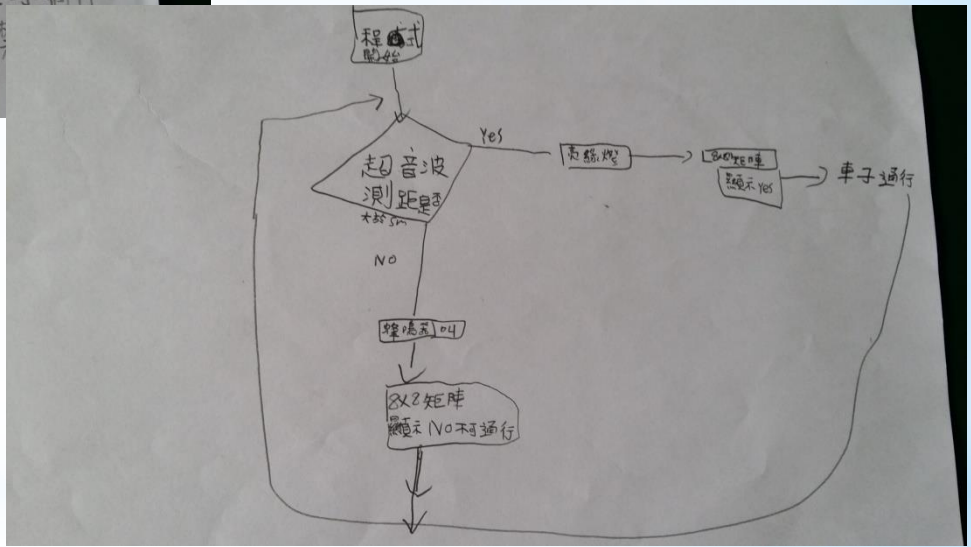 程式
開始
超音波
測距是否
大於5m
Yes
亮綠燈
8x8矩陣
顯示Yes
車子通行
NO
蜂鳴器叫
8X8矩陣
顯示NO不可通行